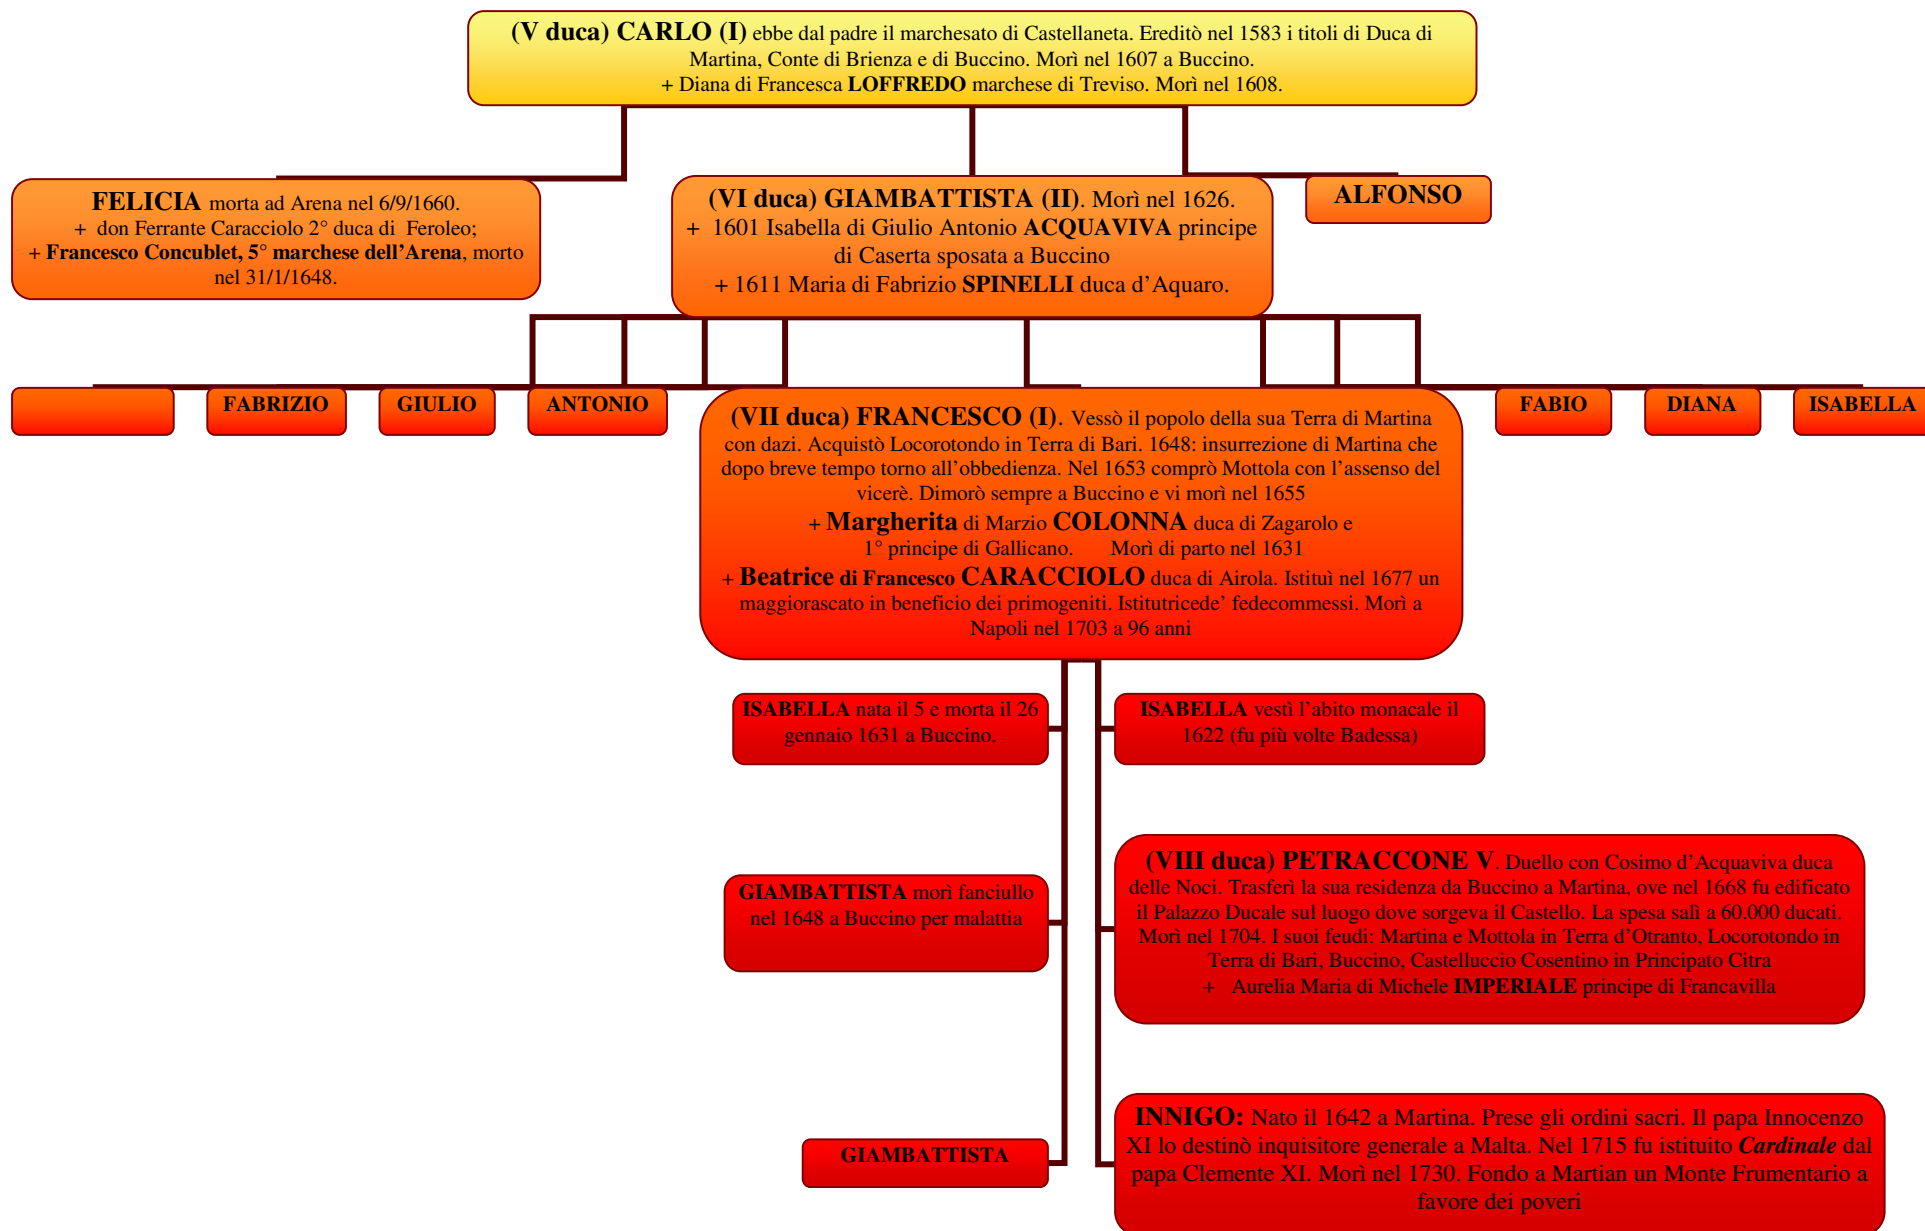 (V duca) CARLO (I) ebbe dal padre il marchesato di Castellaneta. Ereditò nel 1583 i titoli di Duca di
Martina, Conte di Brienza e di Buccino. Morì nel 1607 a Buccino.
+ Diana di Francesca LOFFREDO marchese di Treviso. Morì nel 1608.
FELICIA morta ad Arena nel 6/9/1660.
+ don Ferrante Caracciolo 2° duca di Feroleo;
+ Francesco Concublet, 5° marchese dell’Arena, morto
nel 31/1/1648.
(VI duca) GIAMBATTISTA (II). Morì nel 1626.
+ 1601 Isabella di Giulio Antonio ACQUAVIVA principe
di Caserta sposata a Buccino
+ 1611 Maria di Fabrizio SPINELLI duca d’Aquaro.
ALFONSO
FABRIZIO
GIULIO
ANTONIO
(VII duca) FRANCESCO (I). Vessò il popolo della sua Terra di Martina
con dazi. Acquistò Locorotondo in Terra di Bari. 1648: insurrezione di Martina che
dopo breve tempo torno all’obbedienza. Nel 1653 comprò Mottola con l’assenso del
vicerè. Dimorò sempre a Buccino e vi morì nel 1655
+ Margherita di Marzio COLONNA duca di Zagarolo e
1° principe di Gallicano. Morì di parto nel 1631
+ Beatrice di Francesco CARACCIOLO duca di Airola. Istituì nel 1677 un
maggiorascato in beneficio dei primogeniti. Istitutricede’ fedecommessi. Morì a
Napoli nel 1703 a 96 anni
FABIO
DIANA
ISABELLA
ISABELLA nata il 5 e morta il 26
gennaio 1631 a Buccino.
ISABELLA vestì l’abito monacale il
1622 (fu più volte Badessa)
GIAMBATTISTA morì fanciullo
nel 1648 a Buccino per malattia
(VIII duca) PETRACCONE V. Duello con Cosimo d’Acquaviva duca
delle Noci. Trasferì la sua residenza da Buccino a Martina, ove nel 1668 fu edificato
il Palazzo Ducale sul luogo dove sorgeva il Castello. La spesa salì a 60.000 ducati.
Morì nel 1704. I suoi feudi: Martina e Mottola in Terra d’Otranto, Locorotondo in
Terra di Bari, Buccino, Castelluccio Cosentino in Principato Citra
+ Aurelia Maria di Michele IMPERIALE principe di Francavilla
GIAMBATTISTA
INNIGO: Nato il 1642 a Martina. Prese gli ordini sacri. Il papa Innocenzo
XI lo destinò inquisitore generale a Malta. Nel 1715 fu istituito Cardinale dal
papa Clemente XI. Morì nel 1730. Fondo a Martian un Monte Frumentario a
favore dei poveri